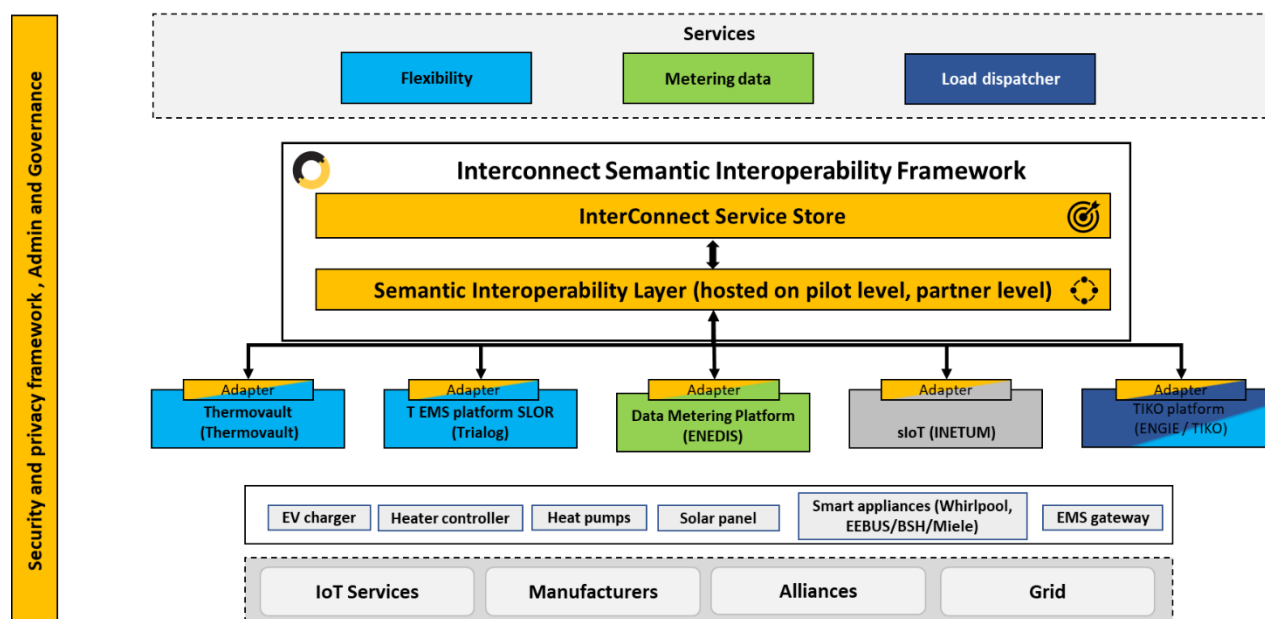 Security and privacy framework , Admin and Governance
Services
Flexibility
Metering data
Load dispatcher
Interconnect Semantic Interoperability Framework
InterConnect Service Store
Semantic Interoperability Layer (hosted on pilot level, partner level)
Adapter
Thermovault
(Thermovault)
Adapter
T EMS platform SLOR
(Trialog)
Adapter
Data Metering Platform
(ENEDIS)
Adapter
sIoT (INETUM)
Adapter
TIKO platform
(ENGIE / TIKO)
EV charger
Heater controller
Heat pumps
Solar panel
Smart appliances (Whirlpool,
EEBUS/BSH/Miele)
EMS gateway
IoT Services
Manufacturers
Alliances
Grid